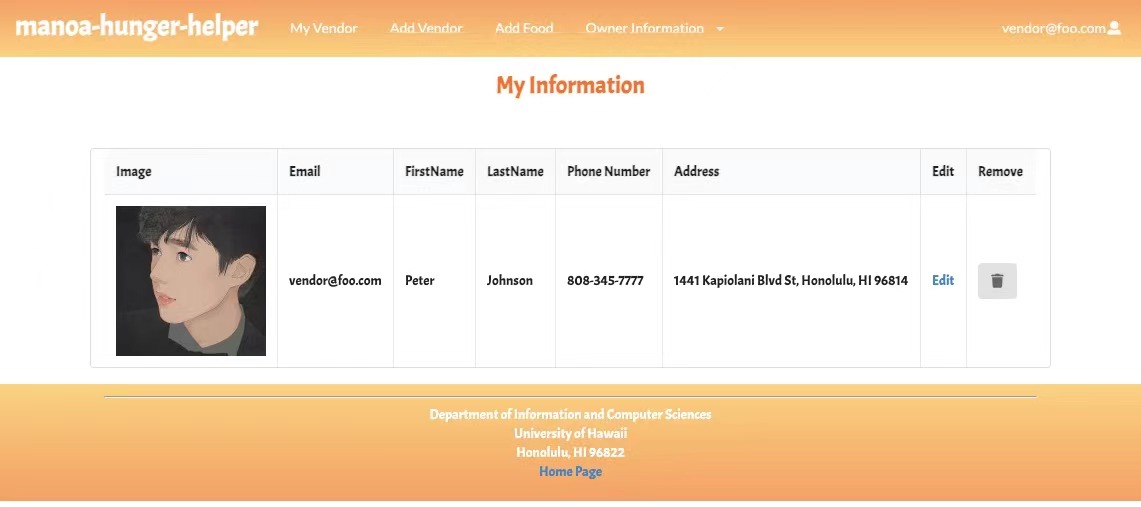 manoa-hunger-helper My Vendor Add Vendor Add Food Owner Information vendor@foo.com
My Information
Image Email FirstName LastName Phone Number Address Edit Remove
vendor@foo.com Peter Johnson 808-345-7777 1441 Kapiolani Blvd St, Honolulu, HI 96814 Edit
Department of Information and Computer Sciences
University of Hawaii
Honolulu, HI 96822
Home Page